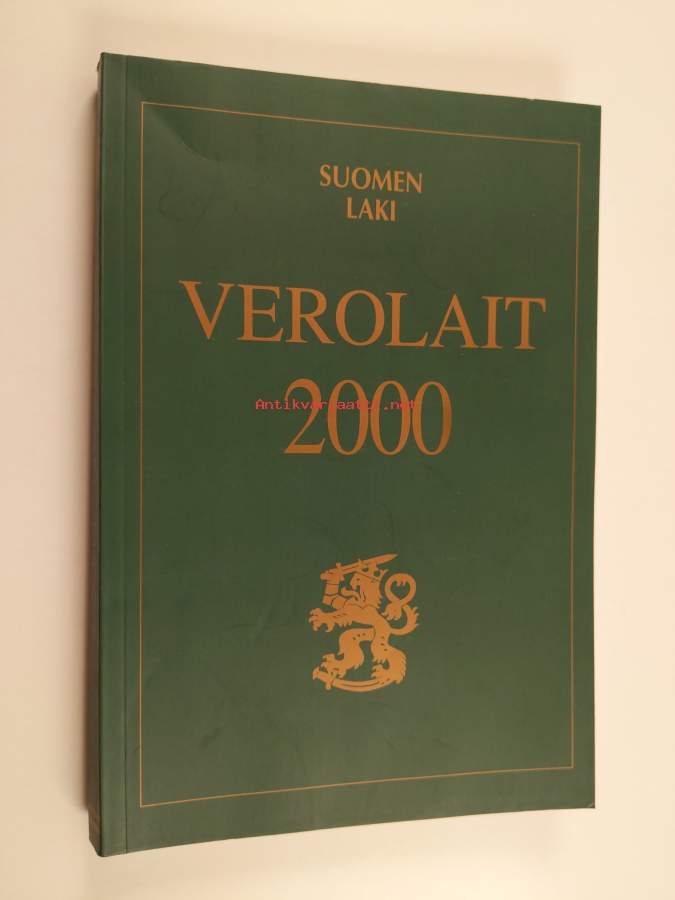 SUOMEN
LAKI
VEROLAIT
2000
Antikvariaatti.net